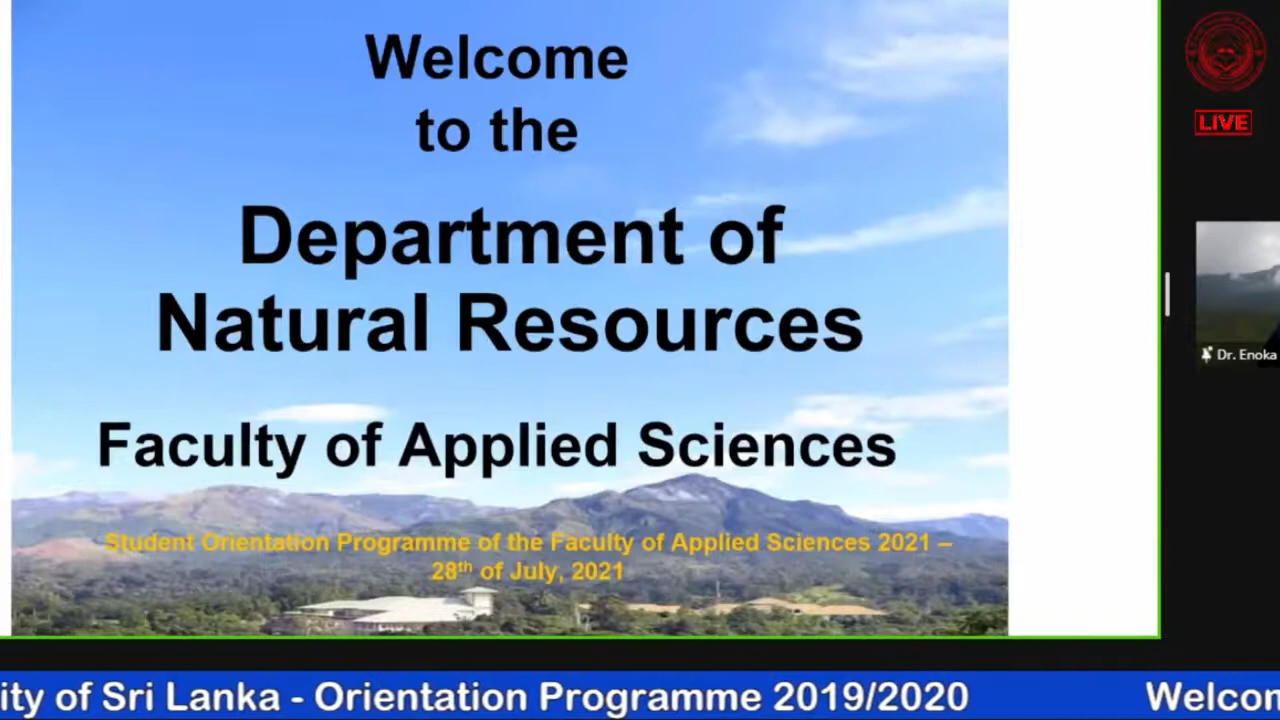 Welcome
to the
Department of
Natural Resources
Faculty of Applied Sciences
Student Orientation Programme of the Faculty of Applied Sciences 2021 –
28th of July, 2021
LIVE
Dr. Enoka
ity of Sri Lanka - Orientation Programme 2019/2020 Welcom